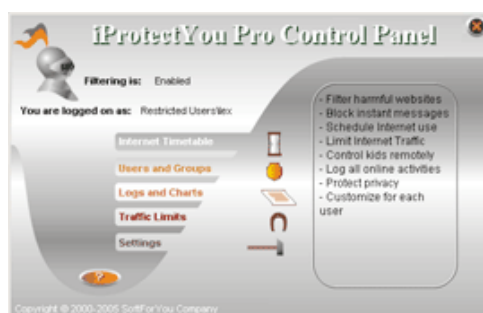 iProtectYou Pro Control Panel
Filtering is: Enabled
You are logged on as: Restricted Users\lex
Internet Timetable
Users and Groups
Logs and Charts
Traffic Limits
Settings
?
- Filter harmful websites
- Block instant messages
- Schedule Internet use
- Limit Internet Traffic
- Control kids remotely
- Log all online activities
- Protect privacy
- Customize for each
user
Copyright © 2000-2005 SoftForYou Company